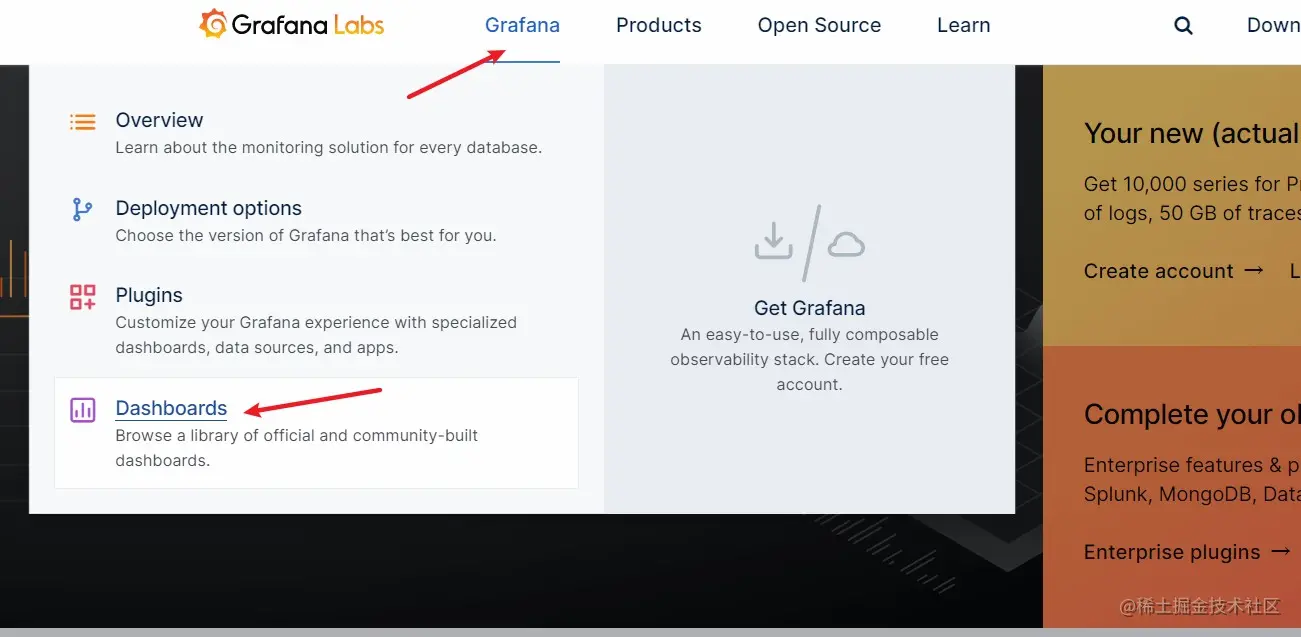 Grafana Labs
Grafana
Products
Open Source
Learn
Down
Overview
Learn about the monitoring solution for every database.
Deployment options
Choose the version of Grafana that’s best for you.
Plugins
Customize your Grafana experience with specialized
dashboards, data sources, and apps.
Dashboards
Browse a library of official and community-built
dashboards.
Get Grafana
An easy-to-use, fully composable
observability stack. Create your free
account.
Your new (actual
Get 10,000 series for P
of logs, 50 GB of traces
Create account → L
Complete your ob
Enterprise features & p
Splunk, MongoDB, Data
Enterprise plugins →
@稀土掘金技术社区